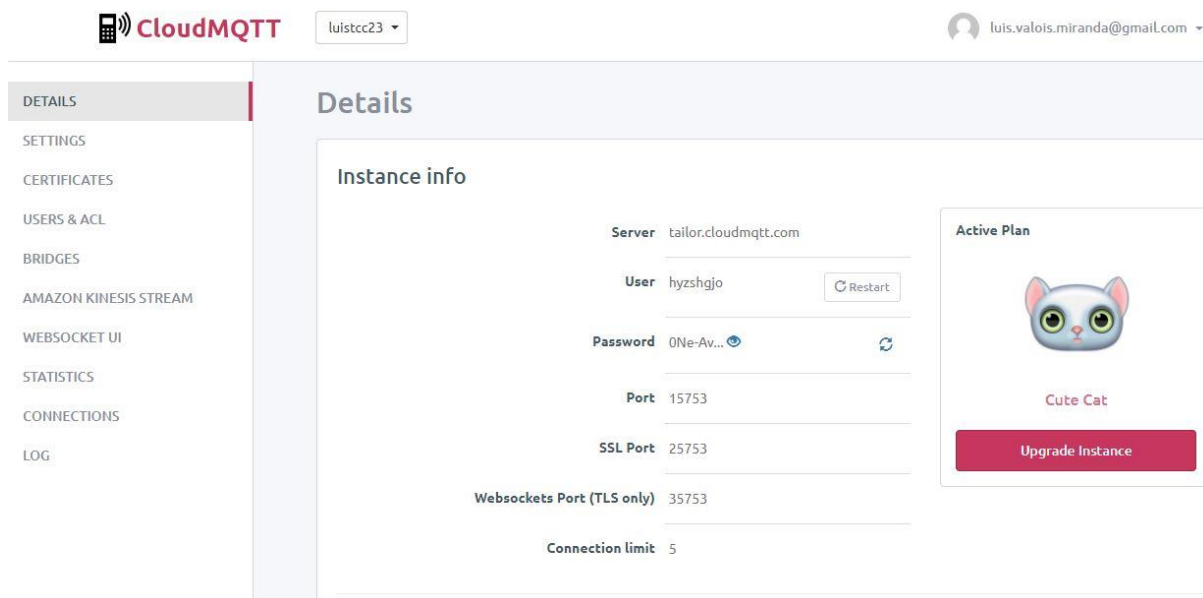 CloudMQTT
luistcc23
luis.valois.miranda@gmail.com
DETAILS
SETTINGS
CERTIFICATES
USERS & ACL
BRIDGES
AMAZON KINESIS STREAM
WEBSOCKET UI
STATISTICS
CONNECTIONS
LOG
Details
Instance info
Server tailor.cloudmqtt.com
User hyzshgjo
Restart
Password 0Ne-Av...
Port 15753
SSL Port 25753
Websockets Port (TLS only) 35753
Connection limit 5
Active Plan
Cute Cat
Upgrade Instance